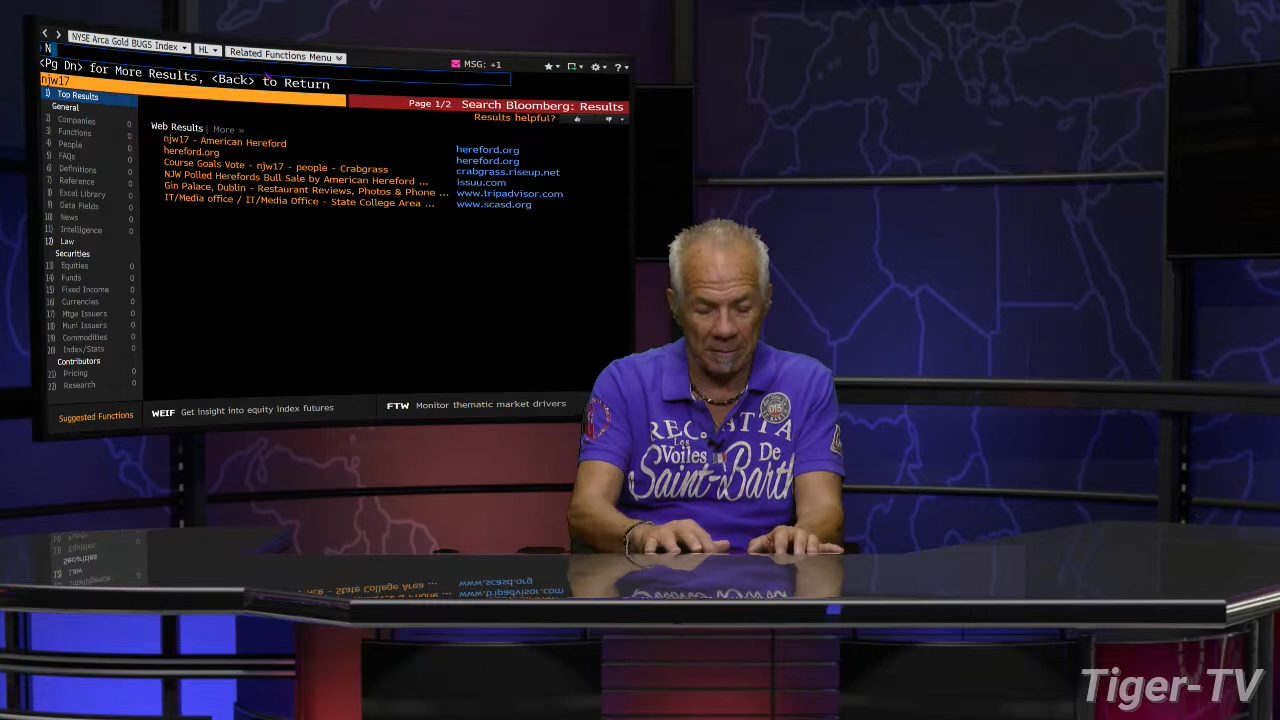 NYSE Arca Gold BUGS Index
HL
Related Functions Menu
N
MSG: +1
<Pg Dn> for More Results, <Back> to Return
njw17
Page 1/2 Search Bloomberg: Results
Results helpful?
1) Top Results
General
2) Companies 0
3) Functions 0
4) People 0
5) FAQs 0
6) Definitions 0
7) Reference 0
8) Excel Library 0
9) Data Fields 0
10) News 0
11) Intelligence 0
12) Law
Securities
13) Equities 0
14) Funds 0
15) Fixed Income 0
16) Currencies 0
17) Mtge Issuers 0
18) Muni Issuers 0
19) Commodities 0
20) Index/Stats 0
Contributors
21) Pricing 0
22) Research 0
Web Results | More »
njw17 - American Hereford hereford.org
hereford.org hereford.org
Course Goals Vote - njw17 - people - Crabgrass crabgrass.riseup.net
NJW Polled Herefords Bull Sale by American Hereford ... issuu.com
Gin Palace, Dublin - Restaurant Reviews, Photos & Phone ... www.tripadvisor.com
IT/Media office / IT/Media Office - State College Area ... www.scasd.org
Suggested Functions
WEIF Get insight into equity index futures
FTW Monitor thematic market drivers
015
Les
Voiles De
Saint-Barth
Tiger-TV